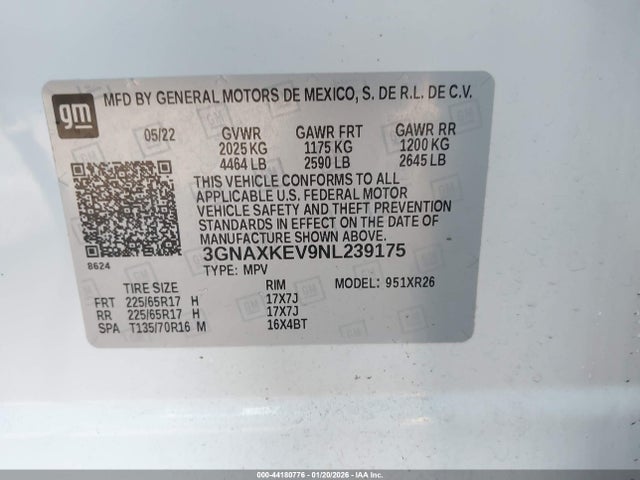 gm
MFD BY GENERAL MOTORS DE MEXICO, S. DE R.L. DE C.V.
05/22 GVWR GAWR FRT GAWR RR
2025 KG 1175 KG 1200 KG
4464 LB 2590 LB 2645 LB
THIS VEHICLE CONFORMS TO ALL
APPLICABLE U.S. FEDERAL MOTOR
VEHICLE SAFETY AND THEFT PREVENTION
STANDARDS IN EFFECT ON THE DATE OF
MANUFACTURE SHOWN ABOVE.
8624 3GNAXKEV9NL239175
TYPE: MPV
TIRE SIZE RIM MODEL: 951XR26
FRT 225/65R17 H 17X7J
RR 225/65R17 H 17X7J
SPA T135/70R16 M 16X4BT
000-44180776 - 01/20/2026 - IAA Inc.